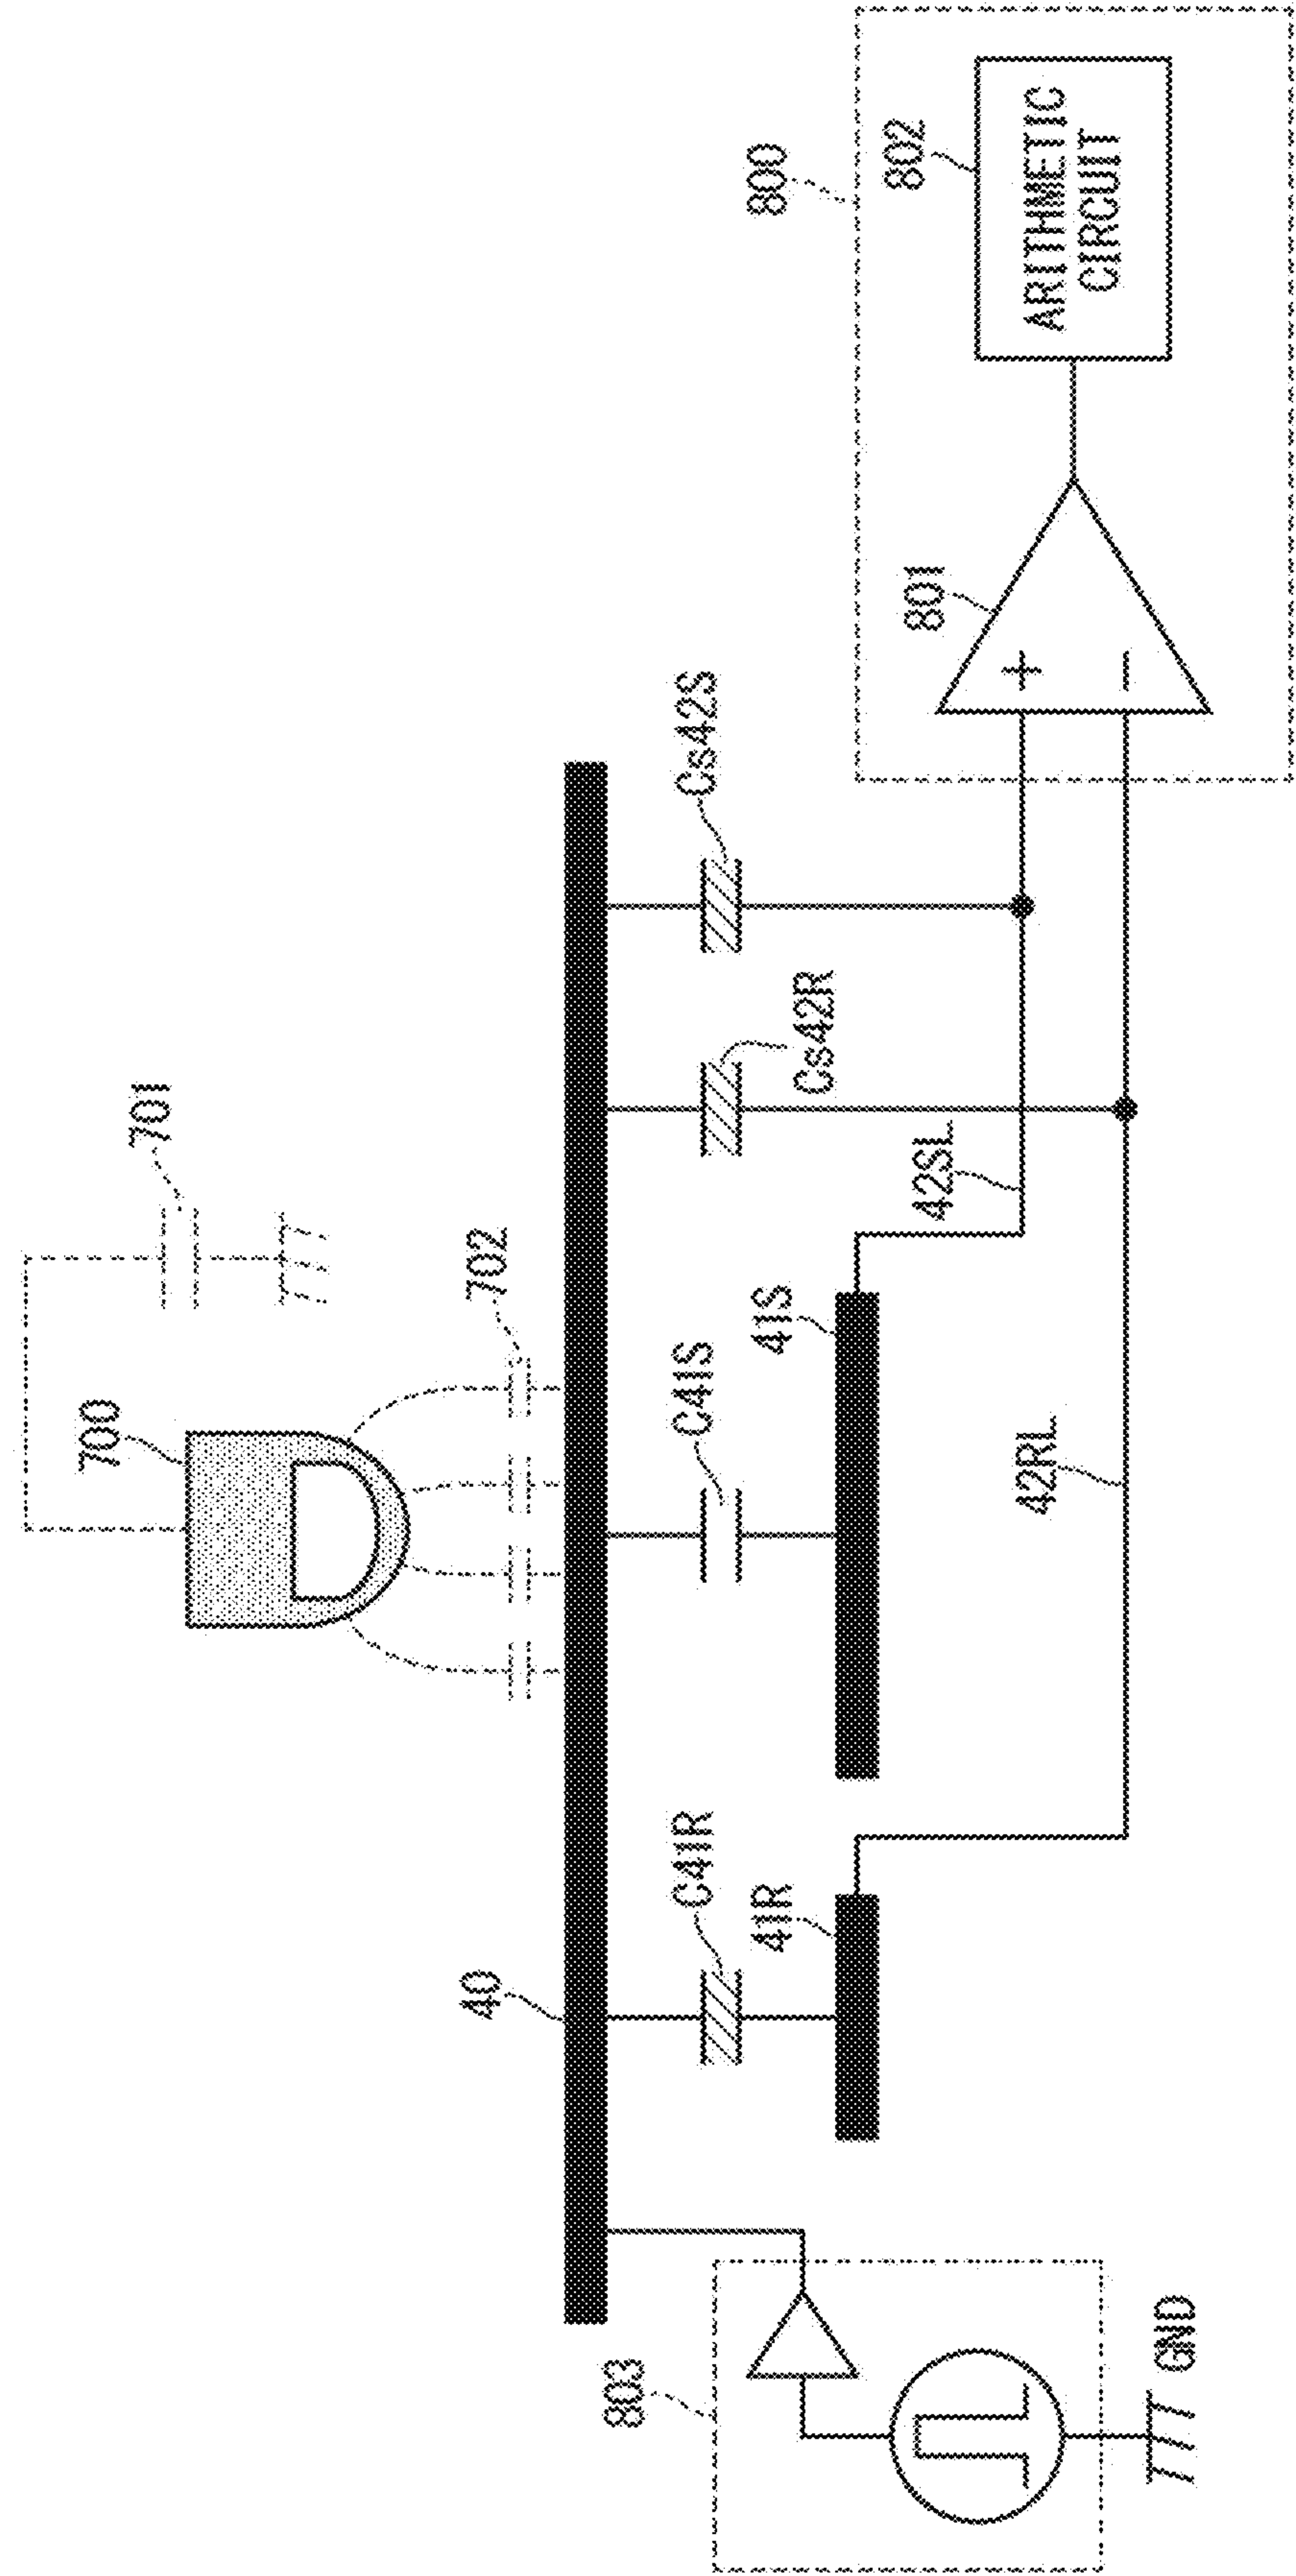 700
701
40
702
803
C41R
C41S
Cs42S
41R
41S
800
Cs42R
802
801
42SL
+
42RL
ARITHMETIC
CIRCUIT
−
GND